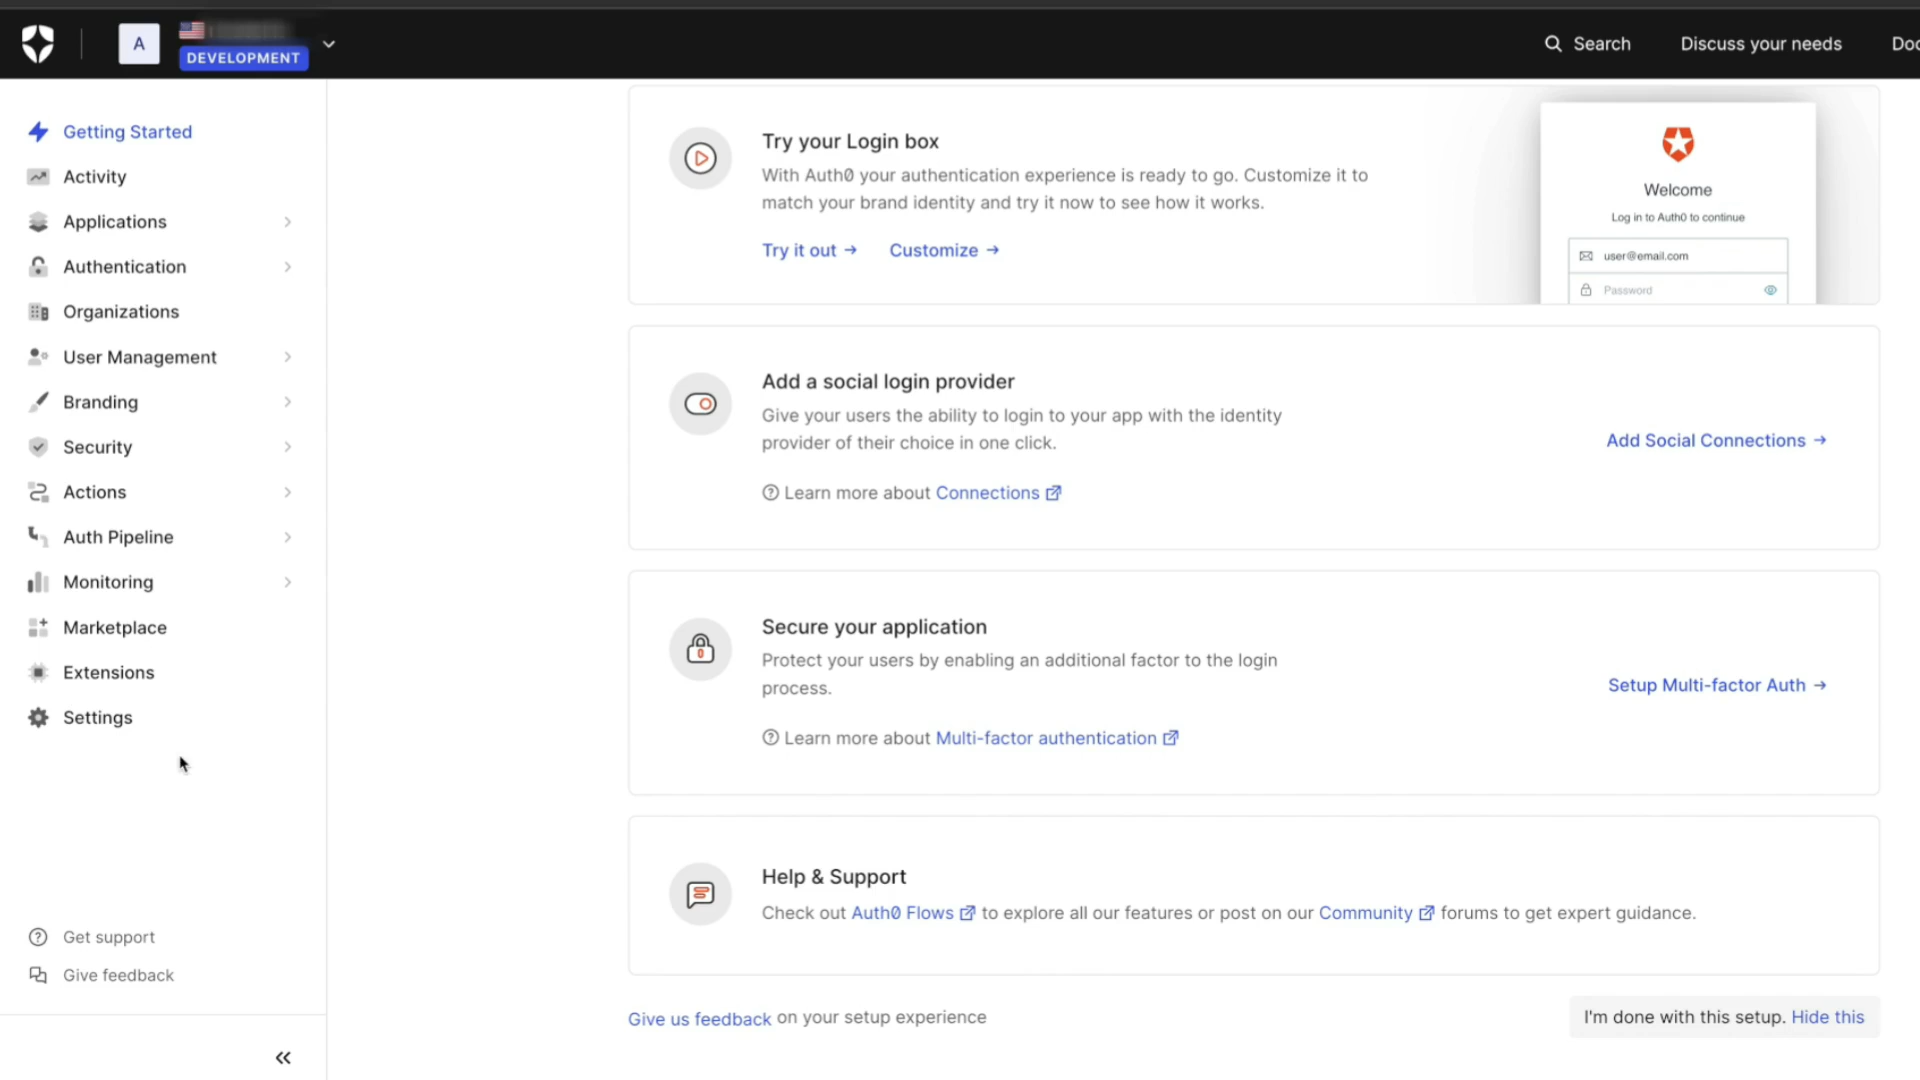 A
DEVELOPMENT
Search
Discuss your needs
Getting Started
Activity
Applications
Authentication
Organizations
User Management
Branding
Security
Actions
Auth Pipeline
Monitoring
Marketplace
Extensions
Settings
Get support
Give feedback
Try your Login box
With Auth0 your authentication experience is ready to go. Customize it to
match your brand identity and try it now to see how it works.
Try it out → Customize →
Welcome
Log in to Auth0 to continue
user@email.com
Password
Add a social login provider
Give your users the ability to login to your app with the identity
provider of their choice in one click.
Learn more about Connections
Add Social Connections →
Secure your application
Protect your users by enabling an additional factor to the login
process.
Learn more about Multi-factor authentication
Setup Multi-factor Auth →
Help & Support
Check out Auth0 Flows to explore all our features or post on our Community forums to get expert guidance.
Give us feedback on your setup experience
I'm done with this setup. Hide this